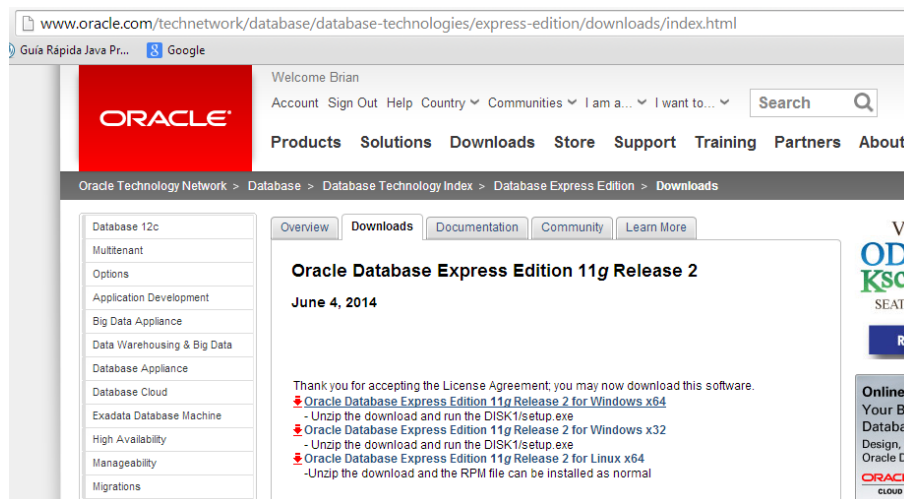 www.oracle.com/technetwork/database/database-technologies/express-edition/downloads/index.html
Guía Rápida Java Pr... Google
Welcome Brian
Account Sign Out Help Country Communities I am a... I want to... Search
ORACLE
Products Solutions Downloads Store Support Training Partners About
Oracle Technology Network > Database > Database Technology Index > Database Express Edition > Downloads
Database 12c
Multitenant
Options
Application Development
Big Data Appliance
Data Warehousing & Big Data
Database Appliance
Database Cloud
Exadata Database Machine
High Availability
Manageability
Migrations
Overview Downloads Documentation Community Learn More
Oracle Database Express Edition 11g Release 2
June 4, 2014
Thank you for accepting the License Agreement; you may now download this software.
Oracle Database Express Edition 11g Release 2 for Windows x64
- Unzip the download and run the DISK1/setup.exe
Oracle Database Express Edition 11g Release 2 for Windows x32
- Unzip the download and run the DISK1/setup.exe
Oracle Database Express Edition 11g Release 2 for Linux x64
-Unzip the download and the RPM file can be installed as normal
V
OD
KSC
SEAT
R
Online
Your B
Databa
Design,
Oracle D
ORACL
CLOUD